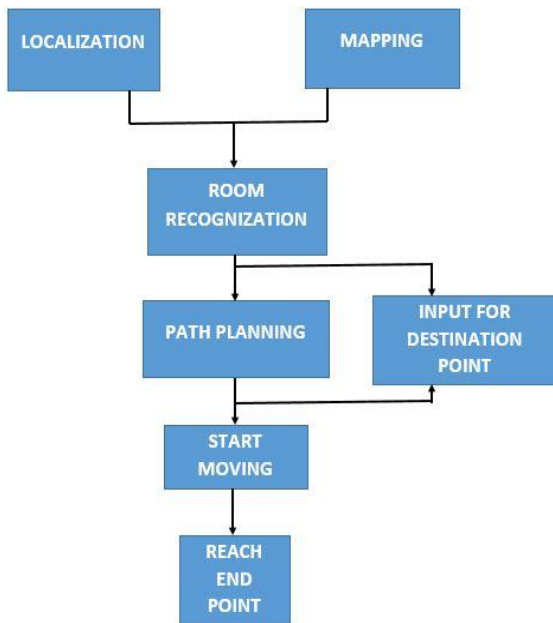 LOCALIZATION
MAPPING
ROOM
RECOGNIZATION
PATH PLANNING
INPUT FOR
DESTINATION
POINT
START
MOVING
REACH
END
POINT